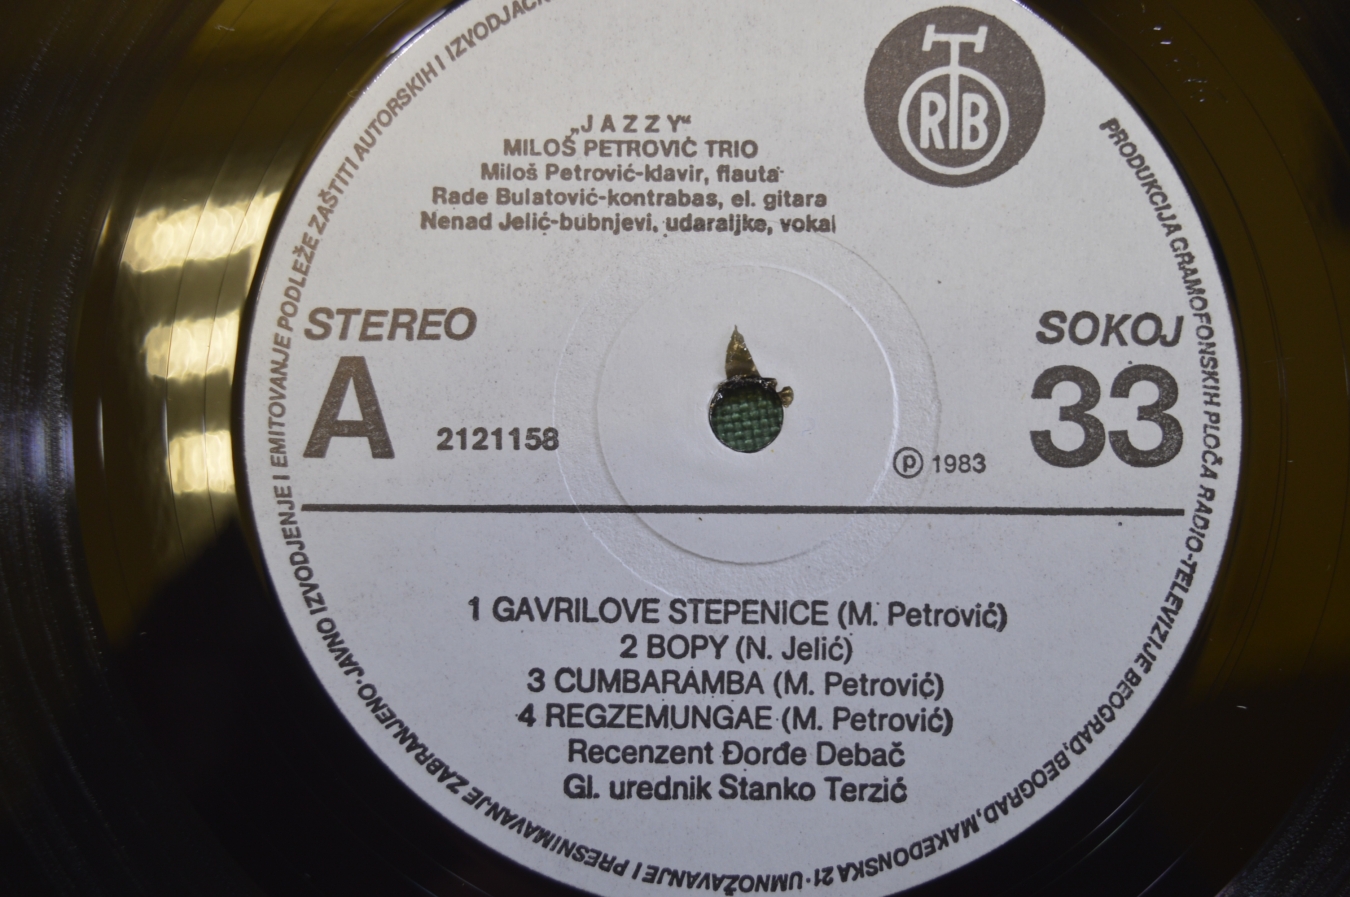 „JAZZY“
MILOŠ PETROVIĆ TRIO
Miloš Petrović-klavir, flauta
Rade Bulatović-kontrabas, el. gitara
Nenad Jelić-bubnjevi, udaraljke, vokal
RTB
STEREO
A
2121158
SOKOJ
33
℗ 1983
1 GAVRILOVE STEPENICE (M. Petrović)
2 BOPY (N. Jelić)
3 CUMBARAMBA (M. Petrović)
4 REGZEMUNGAE (M. Petrović)
Recenzent Đorđe Debač
Gl. urednik Stanko Terzić
PRODUKCIJA GRAMOFONSKIH PLOČA RADIO-TELEVIZIJE BEOGRAD, BEOGRAD, MAKEDONSKA 21 · UMNOŽAVANJE I PRESNIMAVANJE ZABRANJENO · JAVNO IZVODJENJE I EMITOVANJE PODLEŽE ZAŠTITI AUTORSKIH I